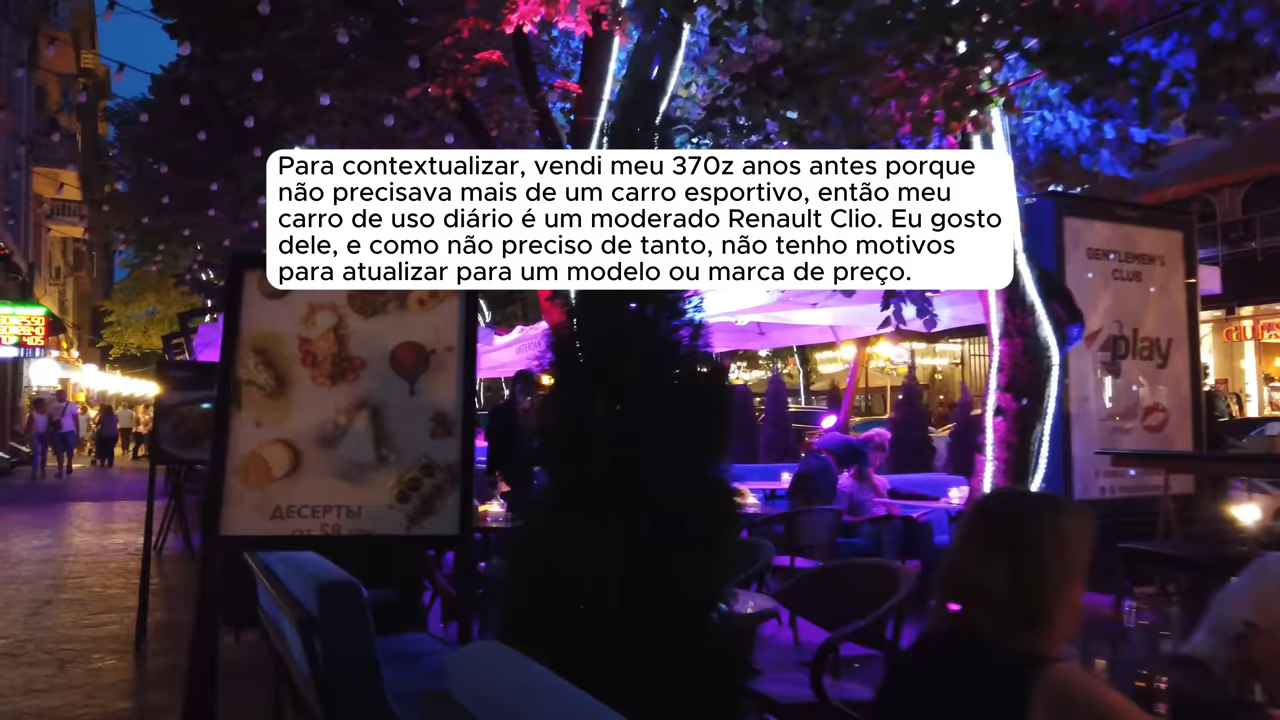 Para contextualizar, vendi meu 370z anos antes porque
não precisava mais de um carro esportivo, então meu
carro de uso diário é um moderado Renault Clio. Eu gosto
dele, e como não preciso de tanto, não tenho motivos
para atualizar para um modelo ou marca de preço.
GENTLEMEN'S
CLUB
play
ДЕСЕРТЫ
ОТ 58